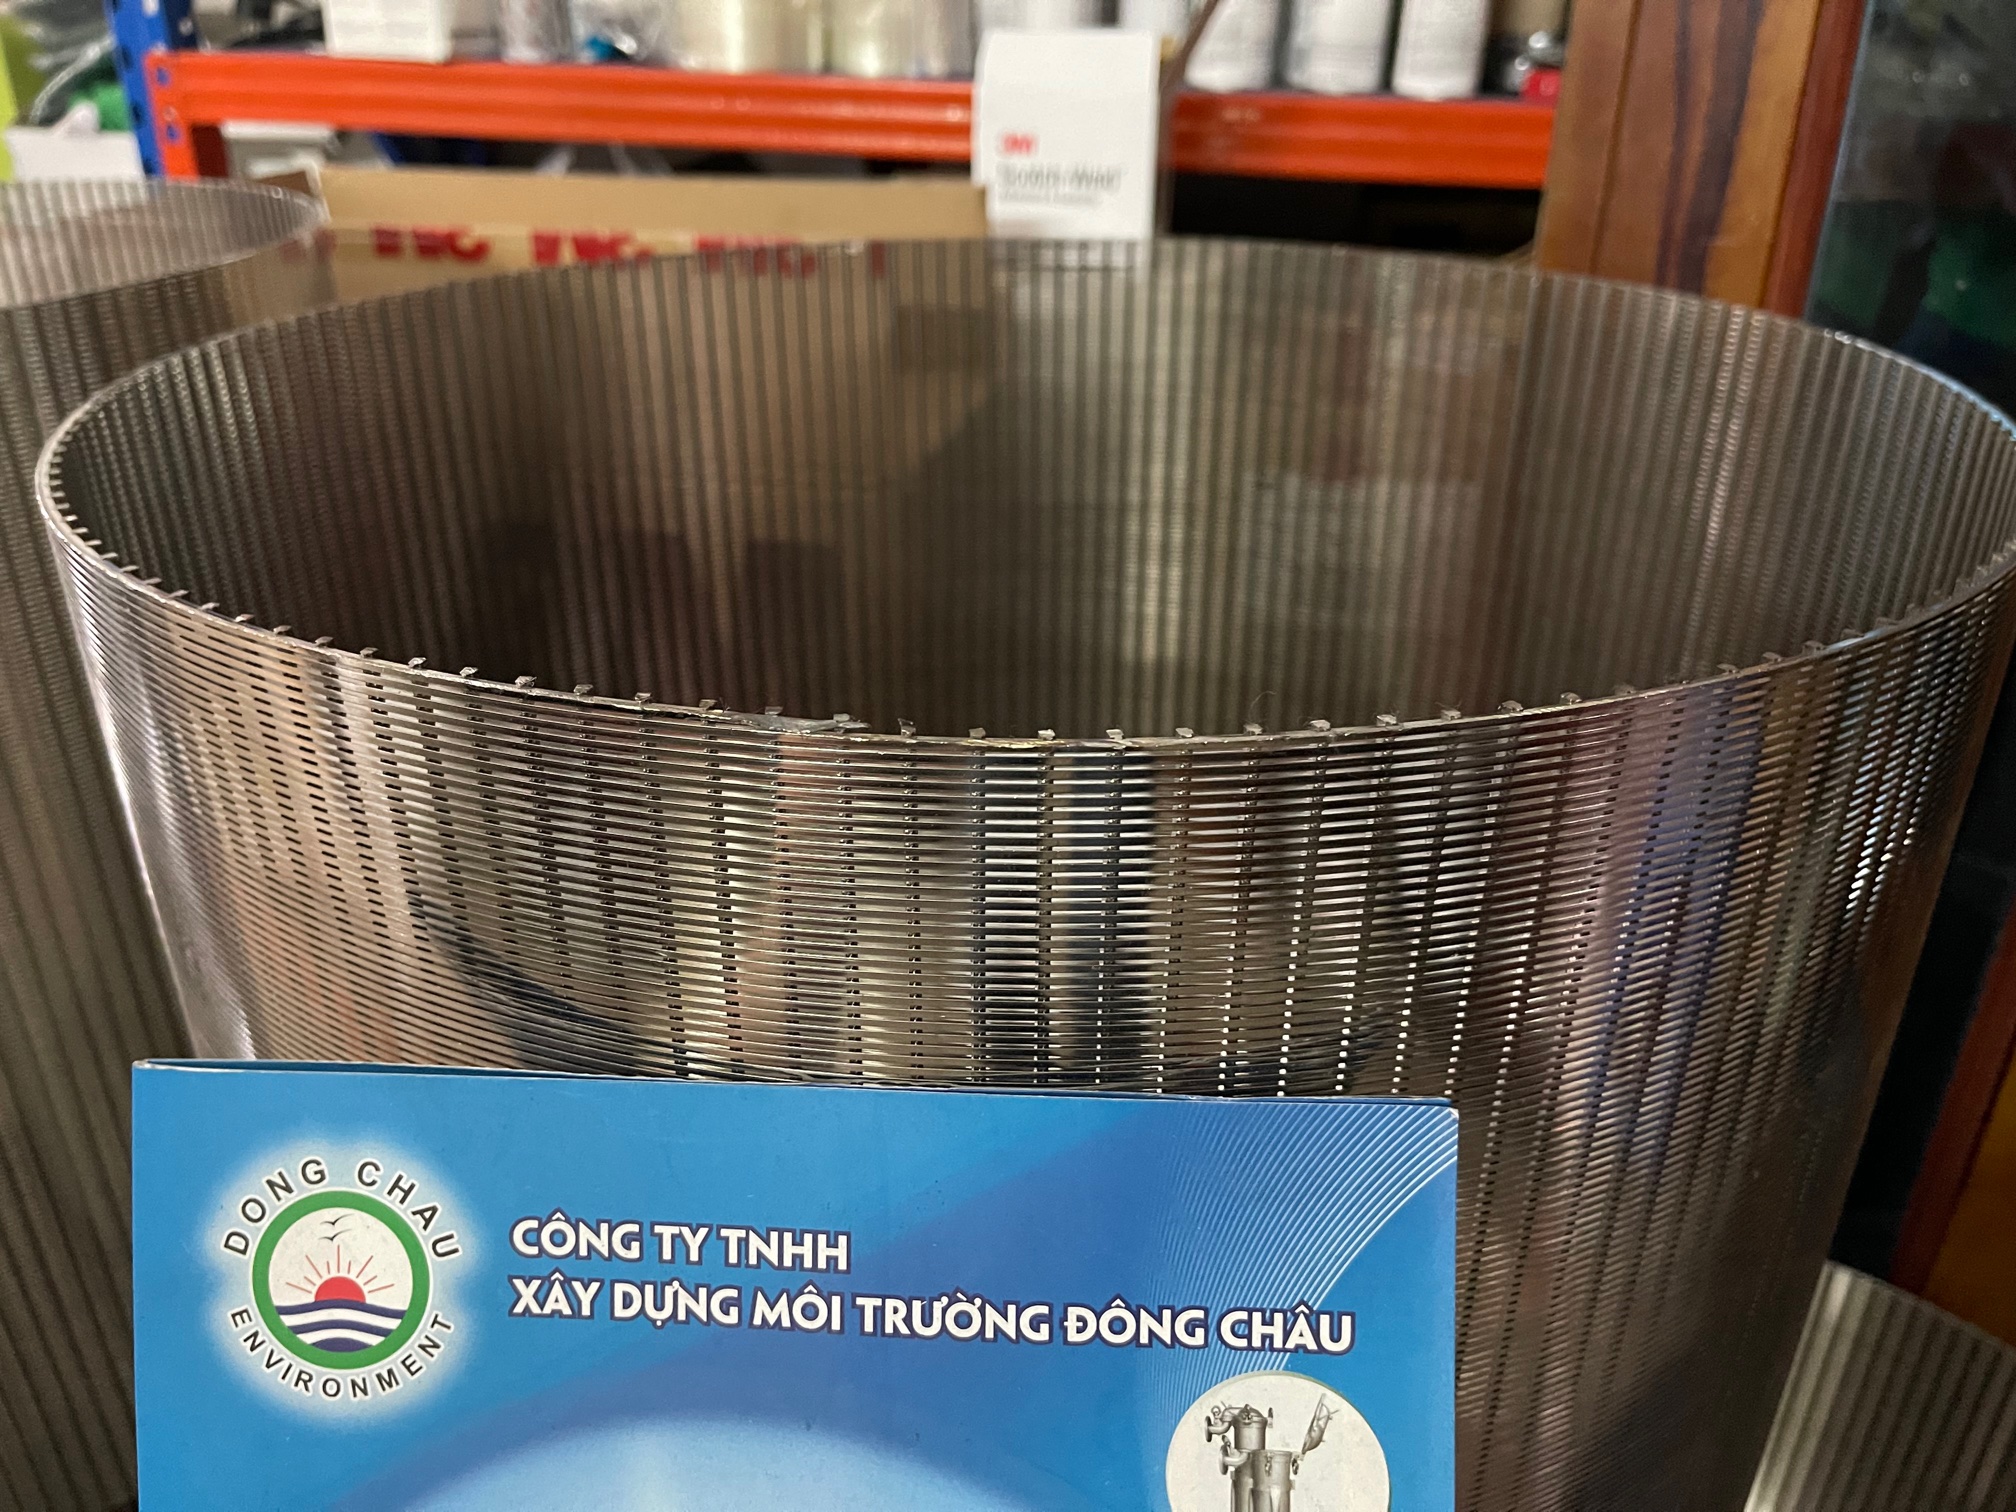 3M
DONG CHAU
ENVIRONMENT
CÔNG TY TNHH
XÂY DỰNG MÔI TRƯỜNG ĐÔNG CHÂU